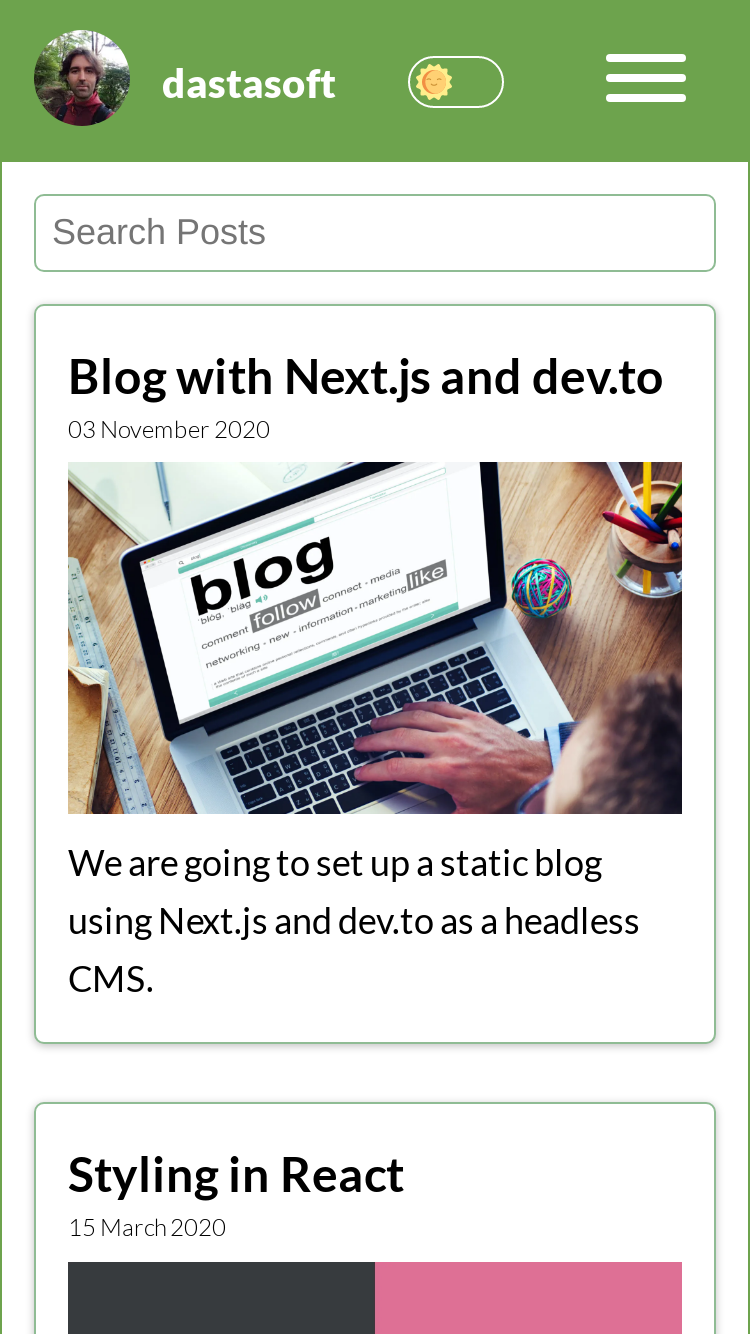 dastasoft
Search Posts
Blog with Next.js and dev.to
03 November 2020
blog
blog. blag
comment follow connect - media
networking - new - information - marketing like
We are going to set up a static blog
using Next.js and dev.to as a headless
CMS.
Styling in React
15 March 2020